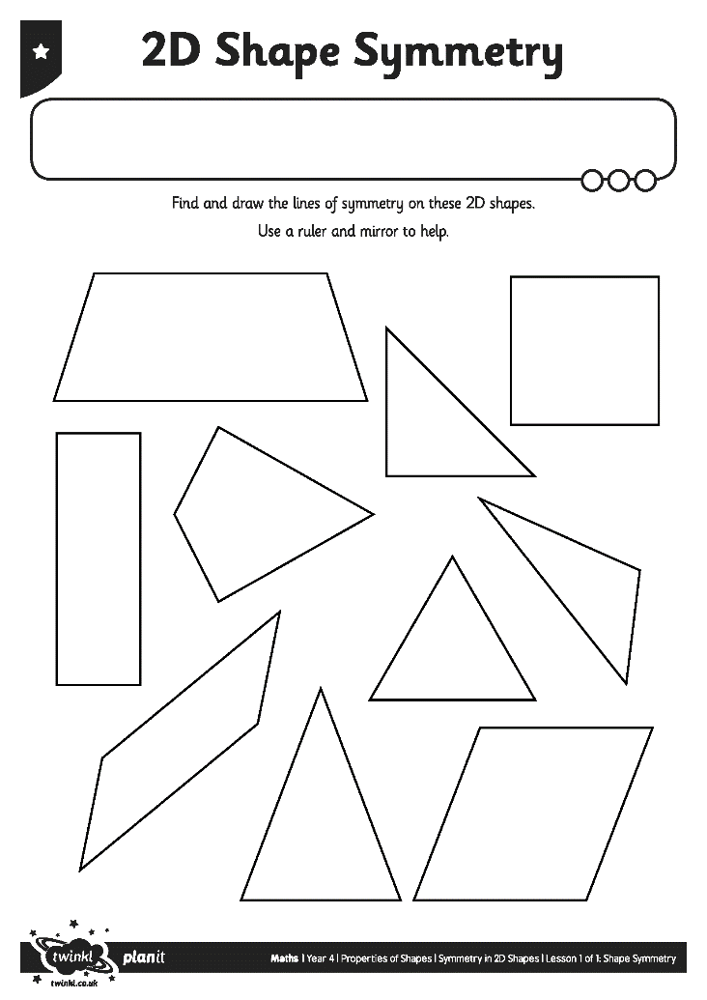 2D Shape Symmetry
Find and draw the lines of symmetry on these 2D shapes.
Use a ruler and mirror to help.
twinkl planit Maths | Year 4 | Properties of Shapes | Symmetry in 2D Shapes | Lesson 1 of 1: Shape Symmetry
twinkl.co.uk